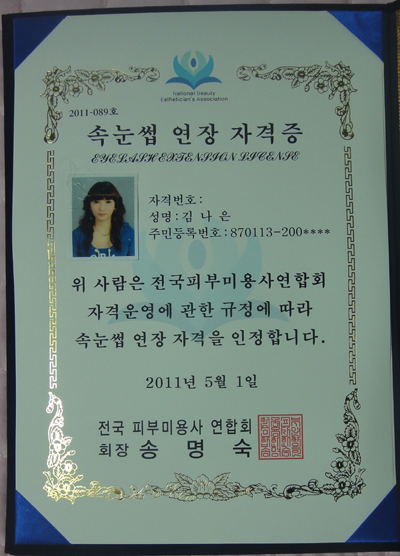 National Beauty
Esthetician's Association
2011-089호
속눈썹 연장 자격증
EYELASH EXTENSION LICENSE
자격번호:
성명:김 나 은
주민등록번호:870113-200****
위 사람은 전국피부미용사연합회
자격운영에 관한 규정에 따라
속눈썹 연장 자격을 인정합니다.
2011년 5월 1일
전국 피부미용사 연합회
회장 송 명 숙